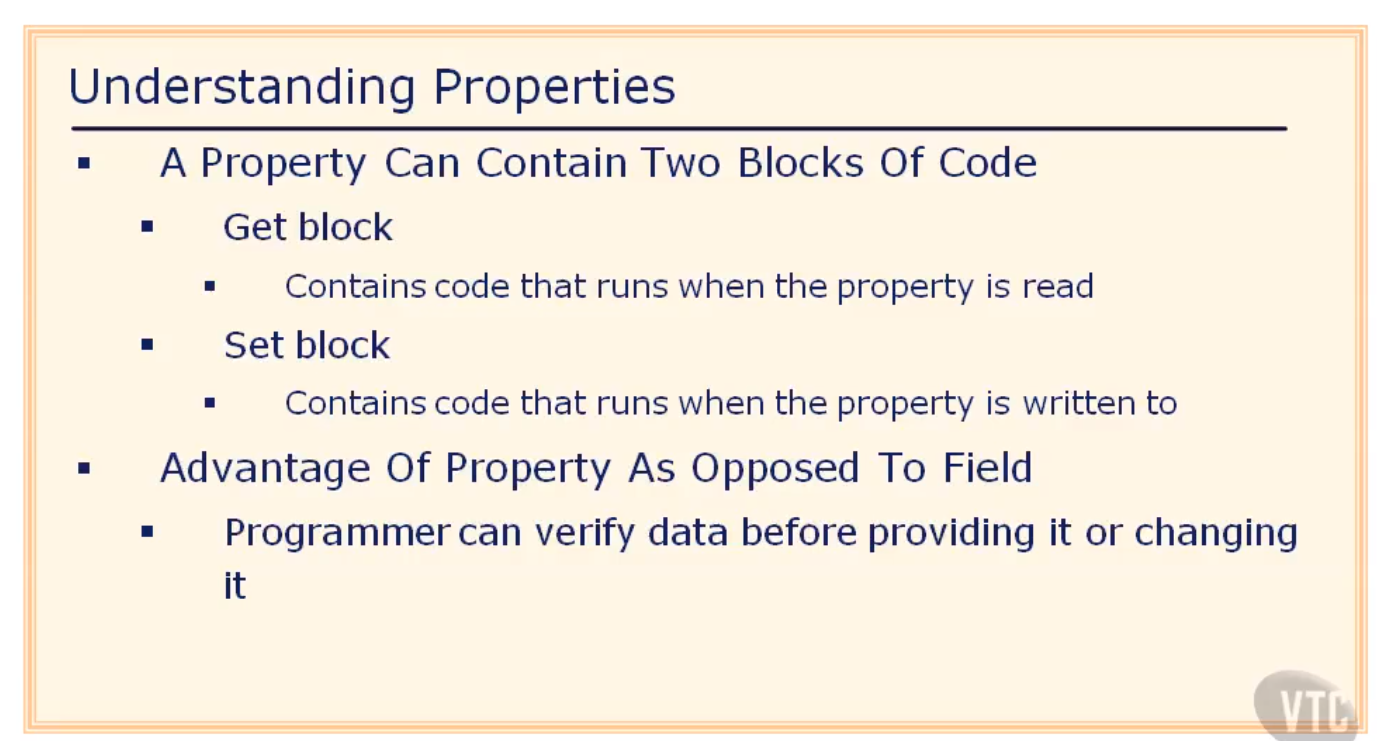 Understanding Properties
A Property Can Contain Two Blocks Of Code
Get block
Contains code that runs when the property is read
Set block
Contains code that runs when the property is written to
Advantage Of Property As Opposed To Field
Programmer can verify data before providing it or changing
it
VTC